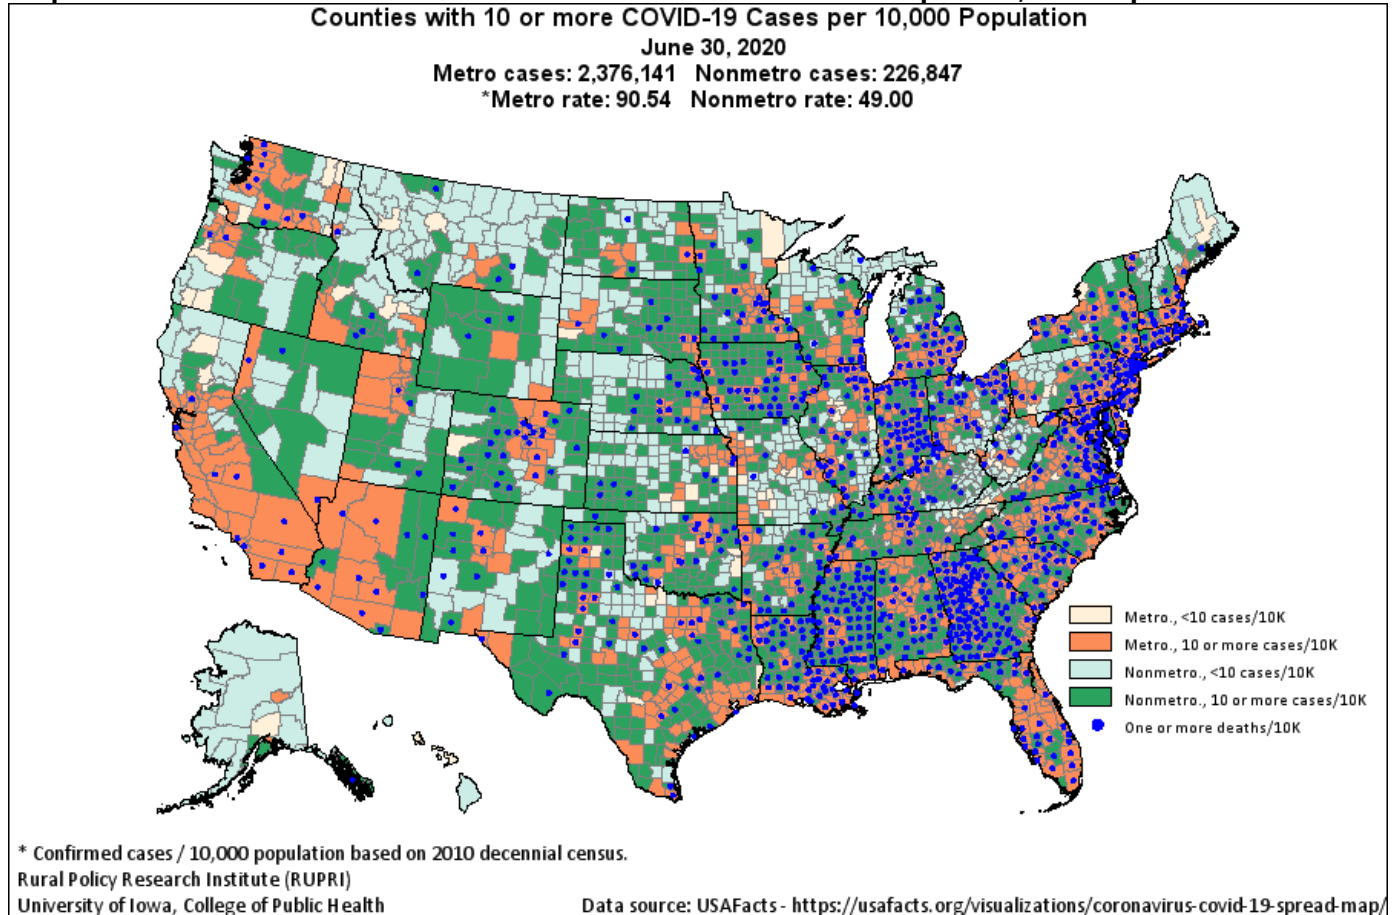 Counties with 10 or more COVID-19 Cases per 10,000 Population
June 30, 2020
Metro cases: 2,376,141 Nonmetro cases: 226,847
*Metro rate: 90.54 Nonmetro rate: 49.00
Metro., <10 cases/10K
Metro., 10 or more cases/10K
Nonmetro., <10 cases/10K
Nonmetro., 10 or more cases/10K
One or more deaths/10K
* Confirmed cases / 10,000 population based on 2010 decennial census.
Rural Policy Research Institute (RUPRI)
University of Iowa, College of Public Health
Data source: USAFacts - https://usafacts.org/visualizations/coronavirus-covid-19-spread-map/